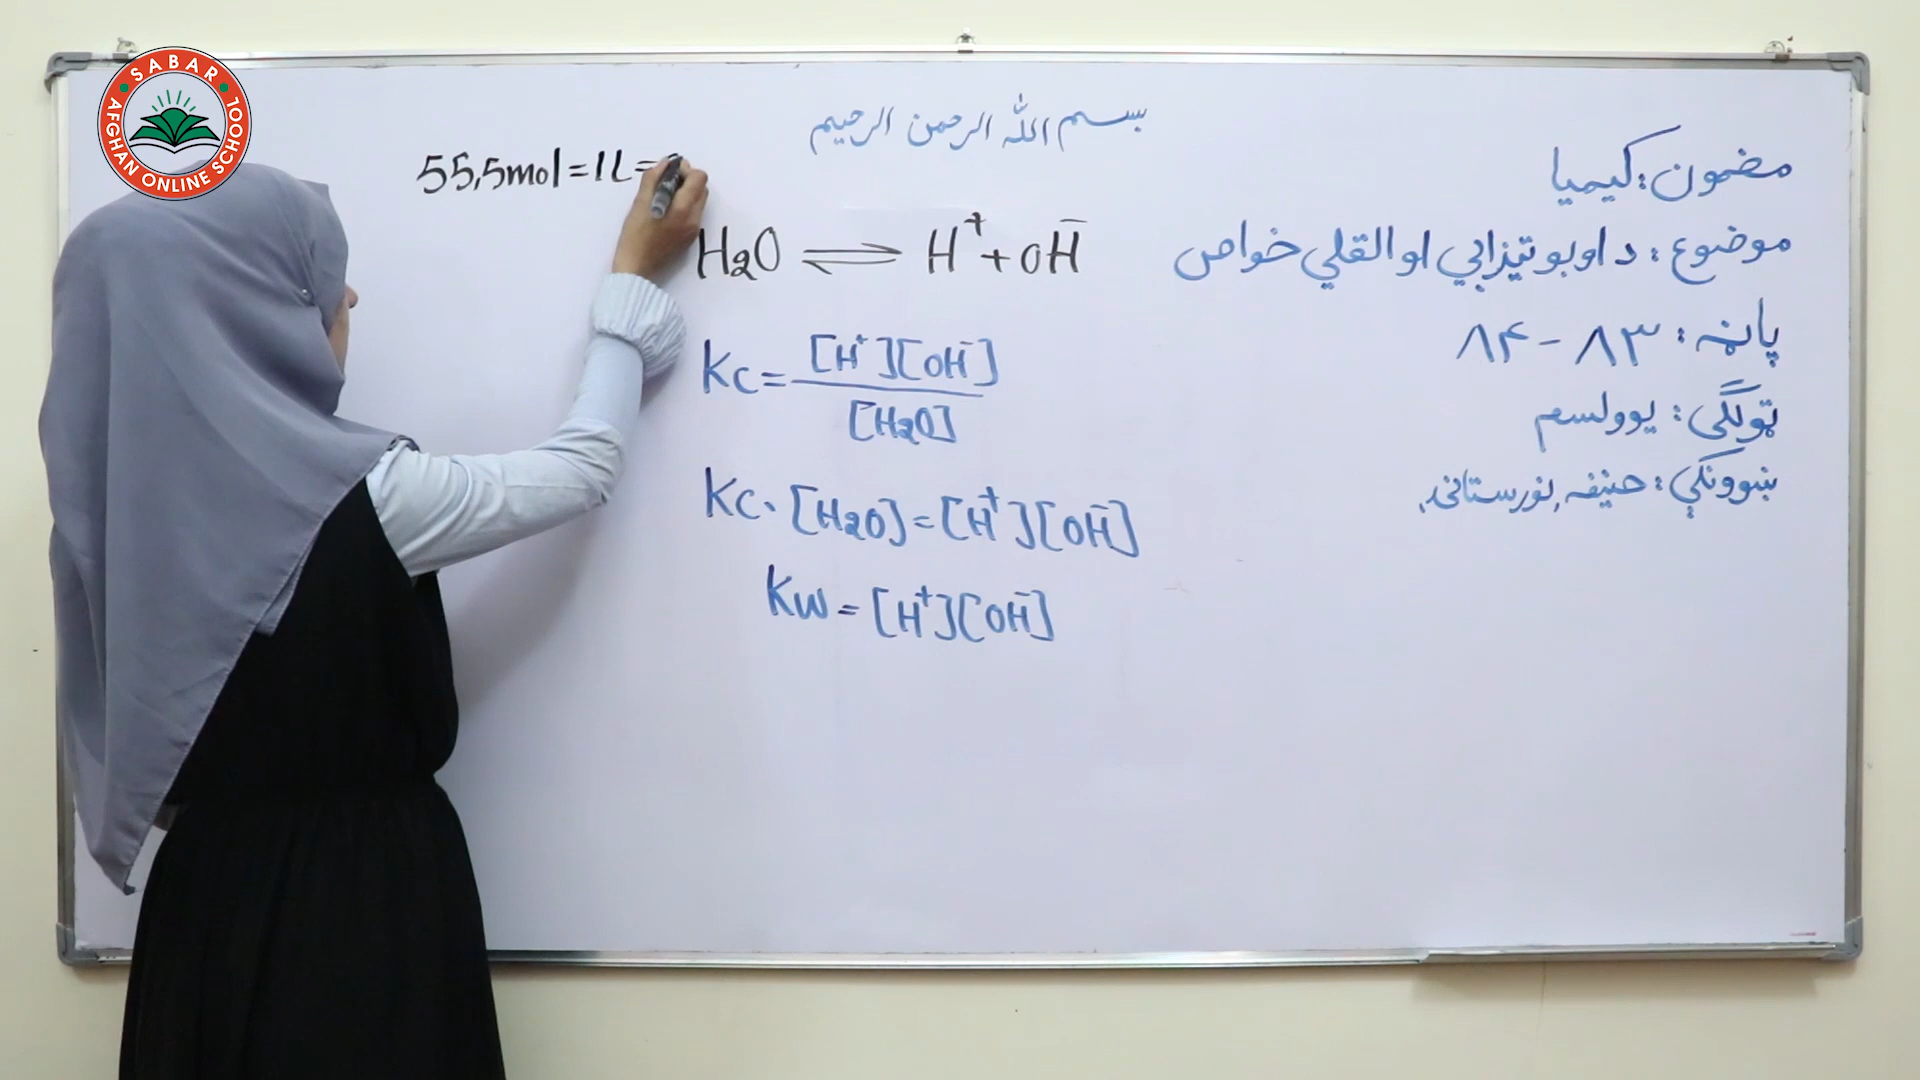 SABAR
AFGHAN ONLINE SCHOOL
بسم الله الرحمن الرحیم
55,5mol=1L=
H₂O ⇌ H⁺+OH⁻
Kc=[H⁺][OH⁻]/[H₂O]
Kc.[H₂O]=[H⁺][OH⁻]
Kw=[H⁺][OH⁻]
مضمون: کیمیا
موضوع: د اوبو تیزابي او القلي خواص
پاڼه: ۸۳ - ۸۴
ټولګی: یوولسم
ښوونکې: حنیفه نورستانۍ